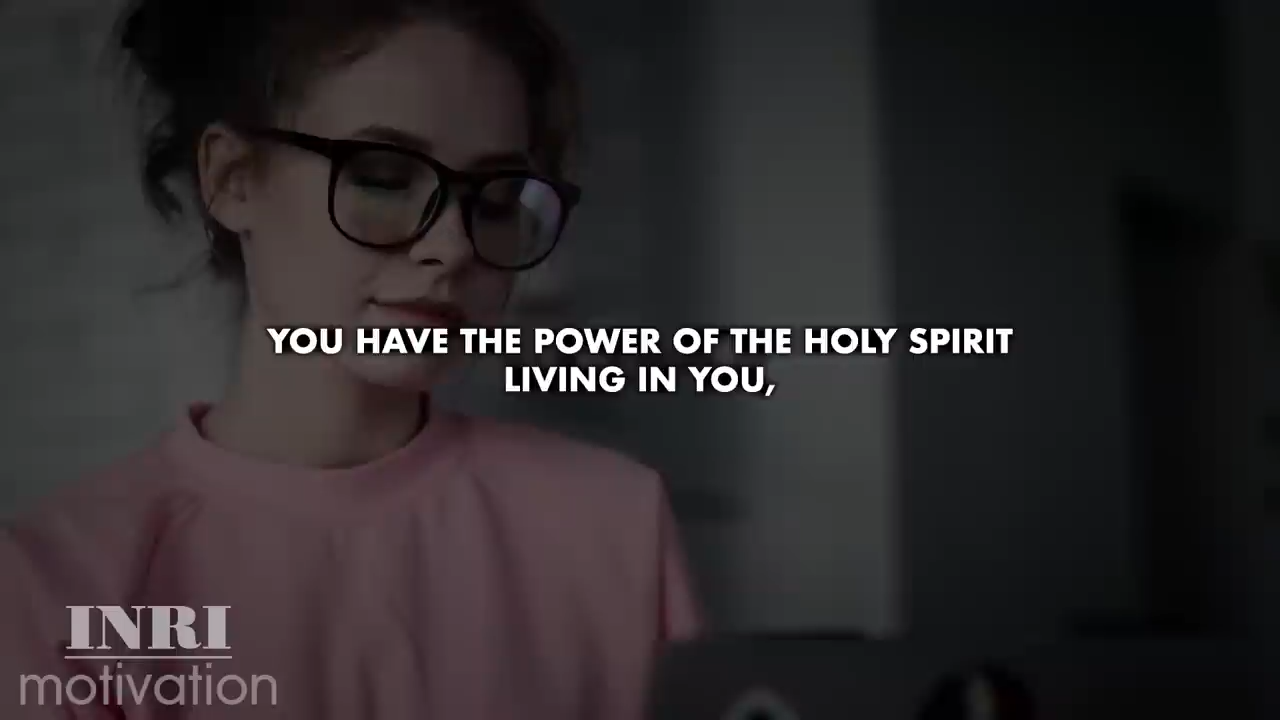 YOU HAVE THE POWER OF THE HOLY SPIRIT
LIVING IN YOU,
INRI
motivation